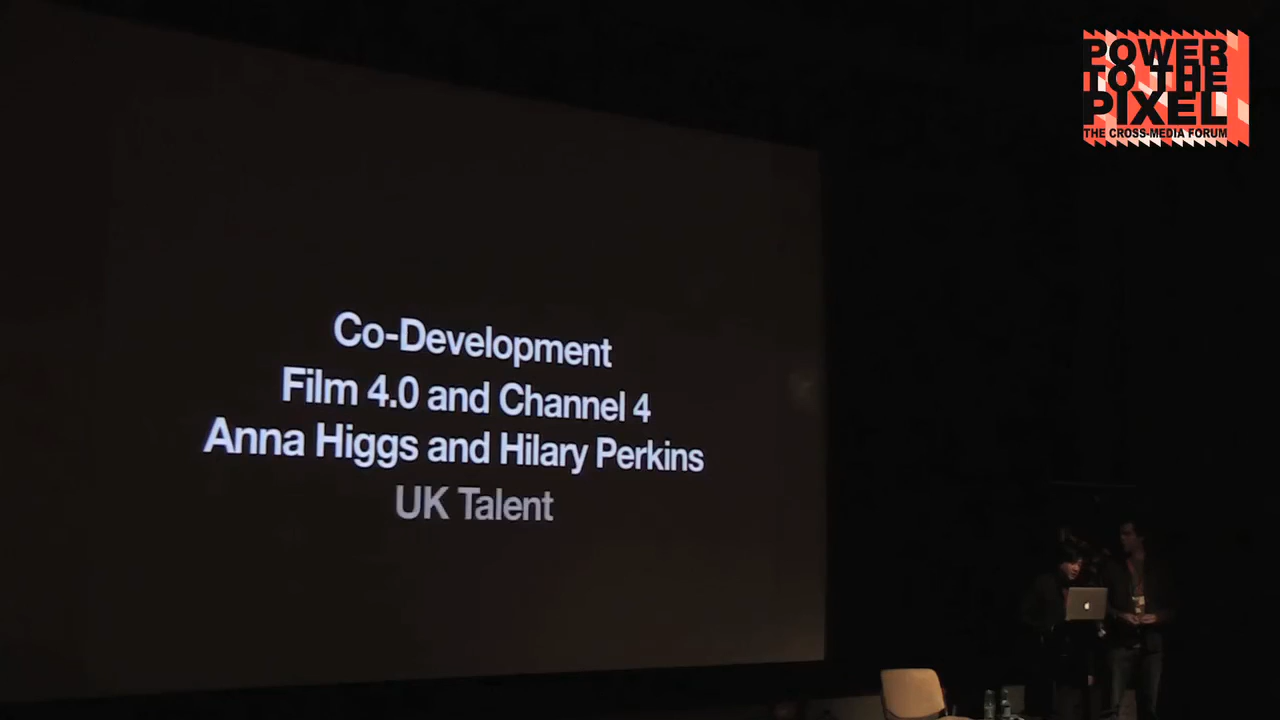 POWER
TO THE
PIXEL
THE CROSS-MEDIA FORUM
Co-Development
Film 4.0 and Channel 4
Anna Higgs and Hilary Perkins
UK Talent